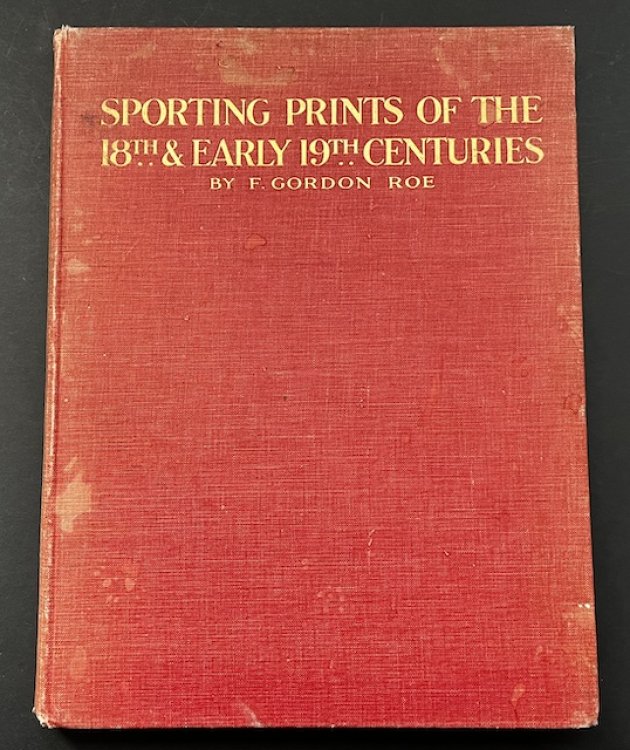 SPORTING PRINTS OF THE
18TH & EARLY 19TH CENTURIES
BY F. GORDON ROE